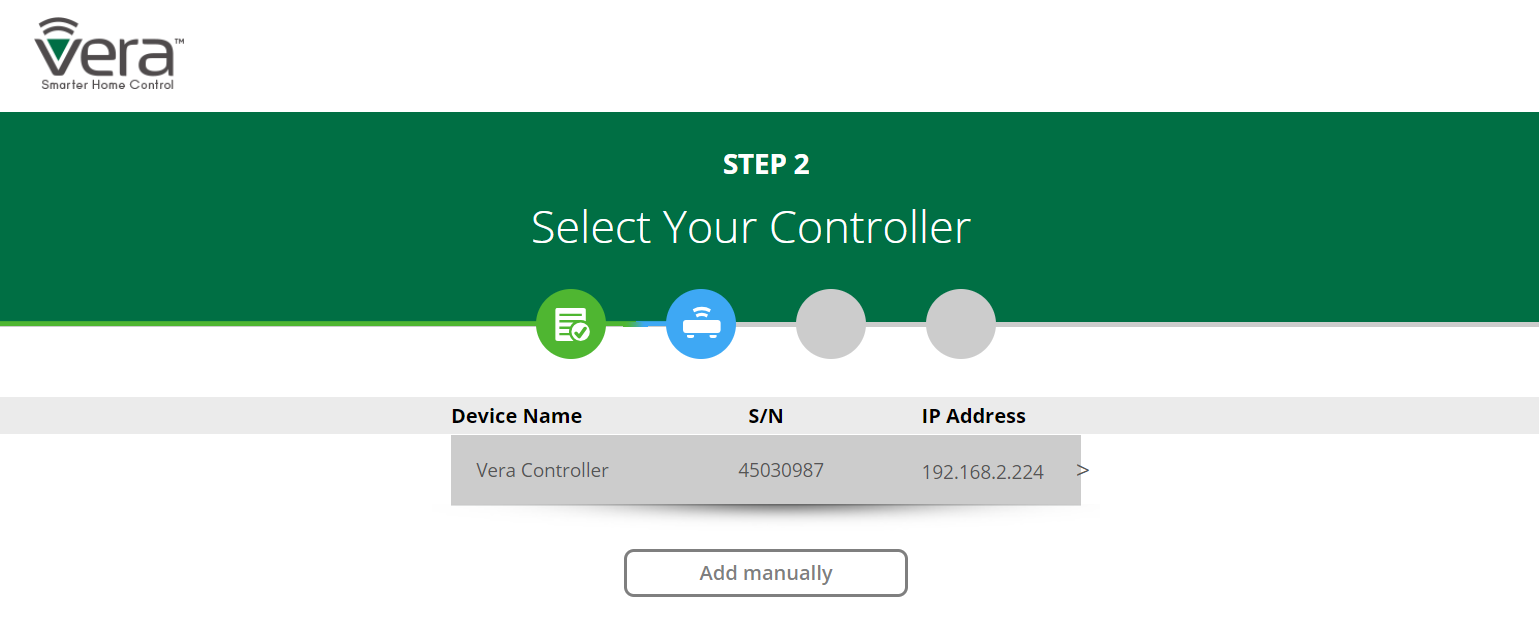 vera™
Smarter Home Control
STEP 2
Select Your Controller
Device Name S/N IP Address
Vera Controller 45030987 192.168.2.224 >
Add manually